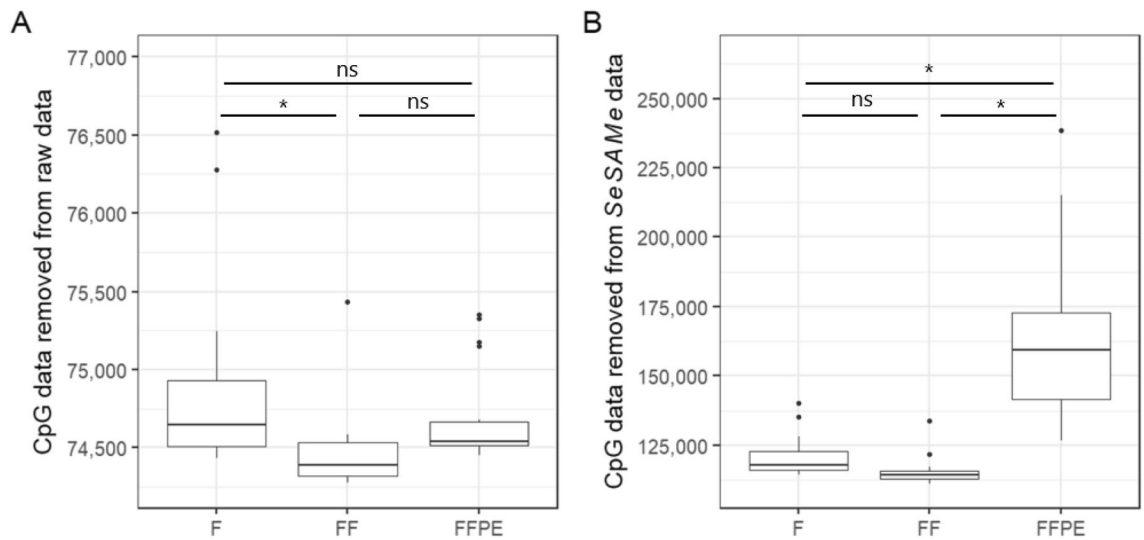 A
CpG data removed from raw data
77,000
76,500
76,000
75,500
75,000
74,500
ns
*
ns
F
FF
FFPE
B
CpG data removed from SeSAMe data
250,000
225,000
200,000
175,000
150,000
125,000
*
ns
*
F
FF
FFPE